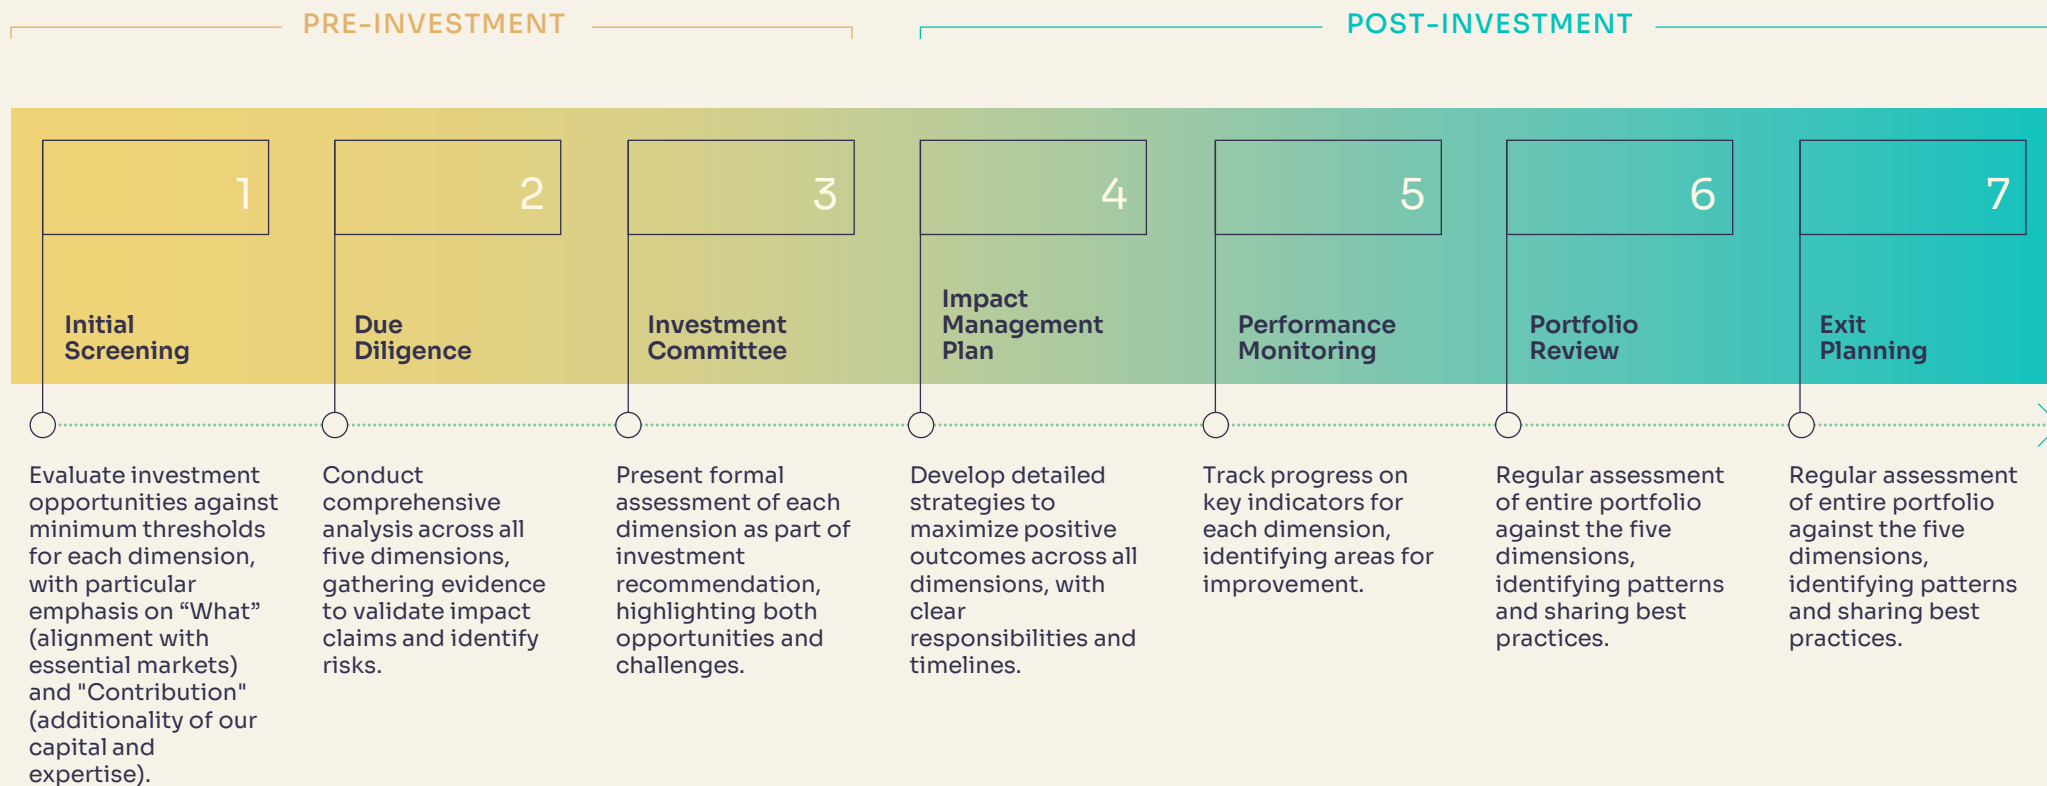 PRE-INVESTMENT
POST-INVESTMENT
1
2
3
4
5
6
7
Initial
Screening
Due
Diligence
Investment
Committee
Impact
Management
Plan
Performance
Monitoring
Portfolio
Review
Exit
Planning
Evaluate investment
opportunities against
minimum thresholds
for each dimension,
with particular
emphasis on “What”
(alignment with
essential markets)
and "Contribution"
(additionality of our
capital and
expertise).
Conduct
comprehensive
analysis across all
five dimensions,
gathering evidence
to validate impact
claims and identify
risks.
Present formal
assessment of each
dimension as part of
investment
recommendation,
highlighting both
opportunities and
challenges.
Develop detailed
strategies to
maximize positive
outcomes across all
dimensions, with
clear
responsibilities and
timelines.
Track progress on
key indicators for
each dimension,
identifying areas for
improvement.
Regular assessment
of entire portfolio
against the five
dimensions,
identifying patterns
and sharing best
practices.
Regular assessment
of entire portfolio
against the five
dimensions,
identifying patterns
and sharing best
practices.